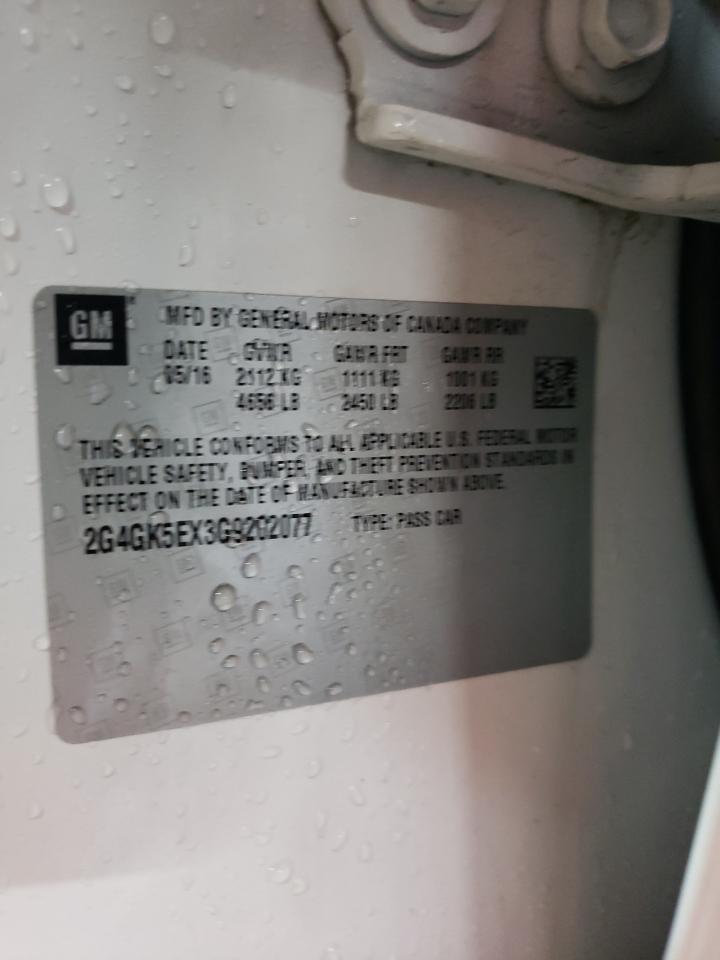 GM
MFD BY GENERAL MOTORS OF CANADA COMPANY
DATE GVWR GAWR FRT GAWR RR
05/16 2112 KG 1111 KG 1001 KG
4656 LB 2450 LB 2206 LB
THIS VEHICLE CONFORMS TO ALL APPLICABLE U.S. FEDERAL MOTOR
VEHICLE SAFETY, BUMPER, AND THEFT PREVENTION STANDARDS IN
EFFECT ON THE DATE OF MANUFACTURE SHOWN ABOVE.
2G4GK5EX3G9202077 TYPE: PASS CAR